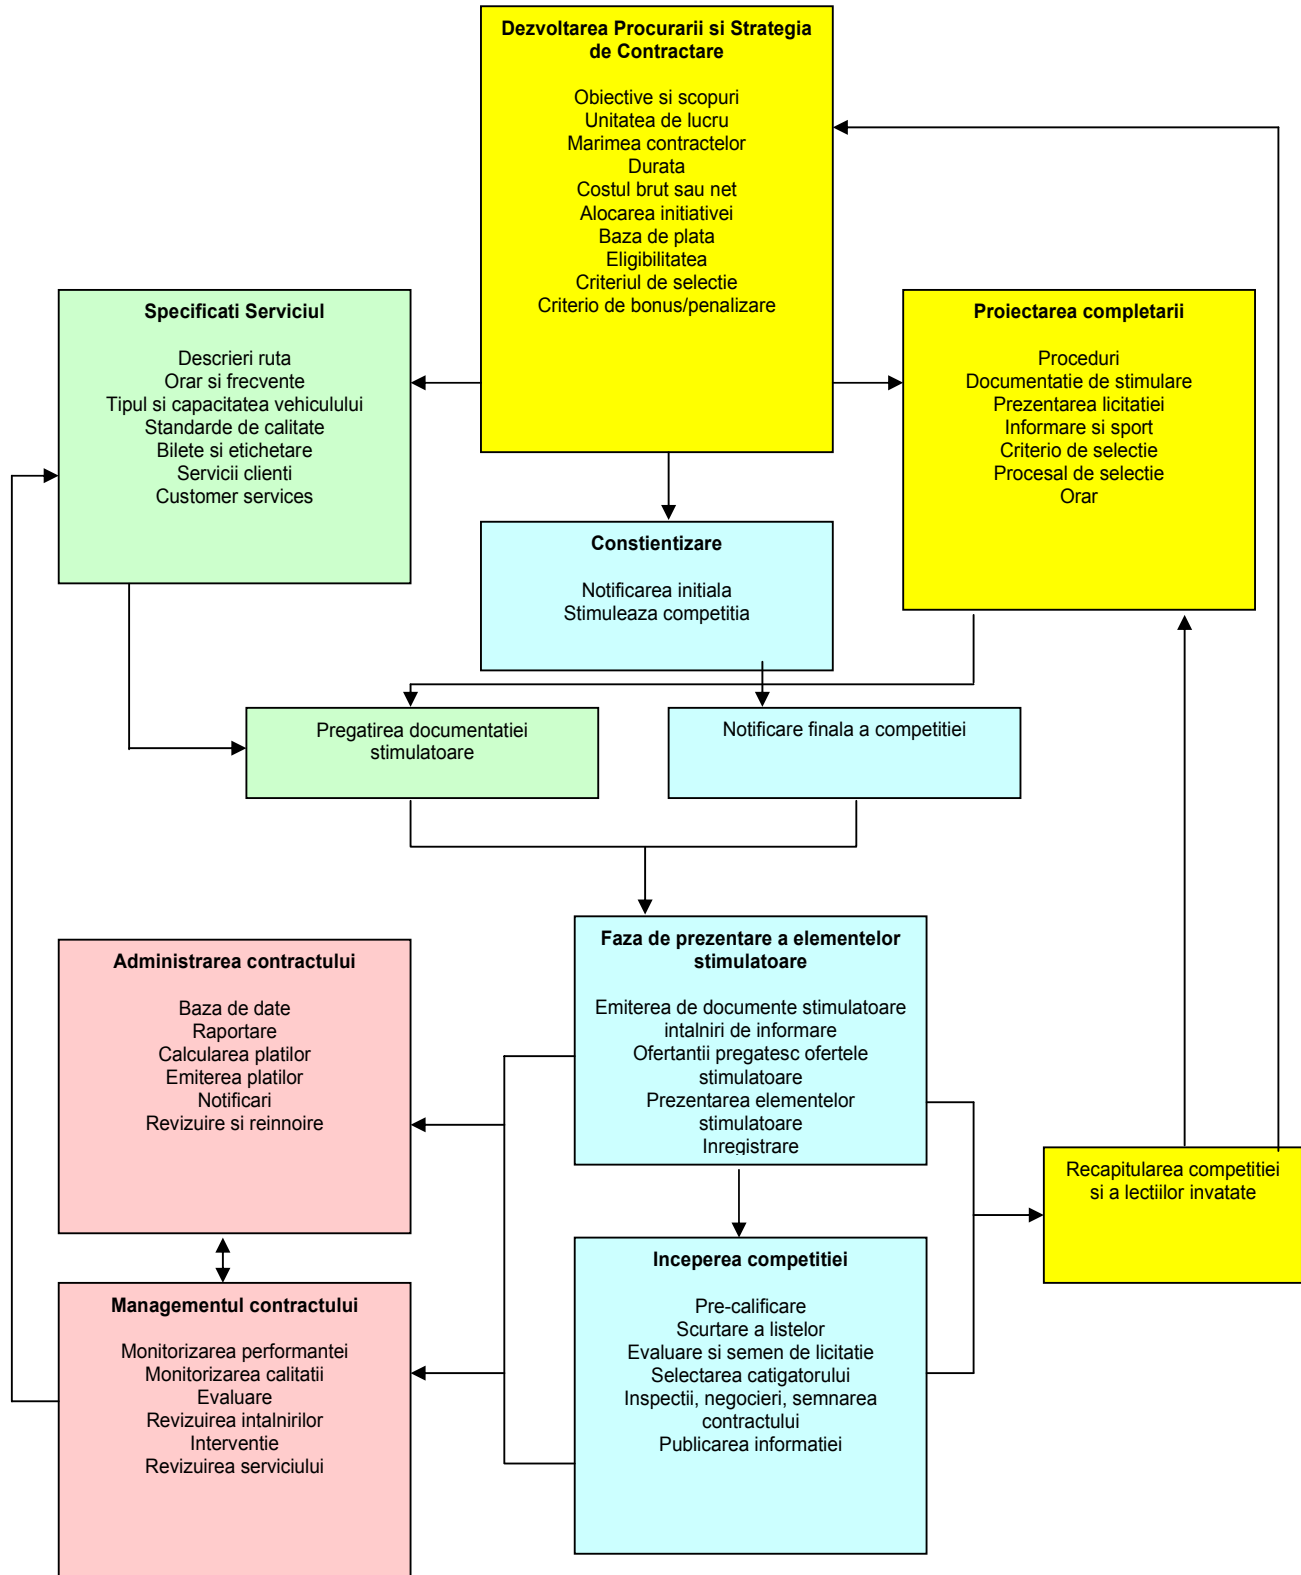 Dezvoltarea Procurarii si Strategia
de Contractare
Obiective si scopuri
Unitatea de lucru
Marimea contractelor
Durata
Costul brut sau net
Alocarea initiativei
Baza de plata
Eligibilitatea
Criteriul de selectie
Criterio de bonus/penalizare
Specificati Serviciul
Descrieri ruta
Orar si frecvente
Tipul si capacitatea vehiculului
Standarde de calitate
Bilete si etichetare
Servicii clienti
Customer services
Proiectarea completarii
Proceduri
Documentatie de stimulare
Prezentarea licitatiei
Informare si sport
Criterio de selectie
Procesal de selectie
Orar
Constientizare
Notificarea initiala
Stimuleaza competitia
Pregatirea documentatiei
stimulatoare
Notificare finala a competitiei
Faza de prezentare a elementelor
stimulatoare
Emiterea de documente stimulatoare
intalniri de informare
Ofertantii pregatesc ofertele
stimulatoare
Prezentarea elementelor
stimulatoare
Inregistrare
Administrarea contractului
Baza de date
Raportare
Calcularea platilor
Emiterea platilor
Notificari
Revizuire si reinnoire
Recapitularea competitiei
si a lectiilor invatate
Inceperea competitiei
Pre-calificare
Scurtare a listelor
Evaluare si semen de licitatie
Selectarea catigatorului
Inspectii, negocieri, semnarea
contractului
Publicarea informatiei
Managementul contractului
Monitorizarea performantei
Monitorizarea calitatii
Evaluare
Revizuirea intalnirilor
Interventie
Revizuirea serviciului